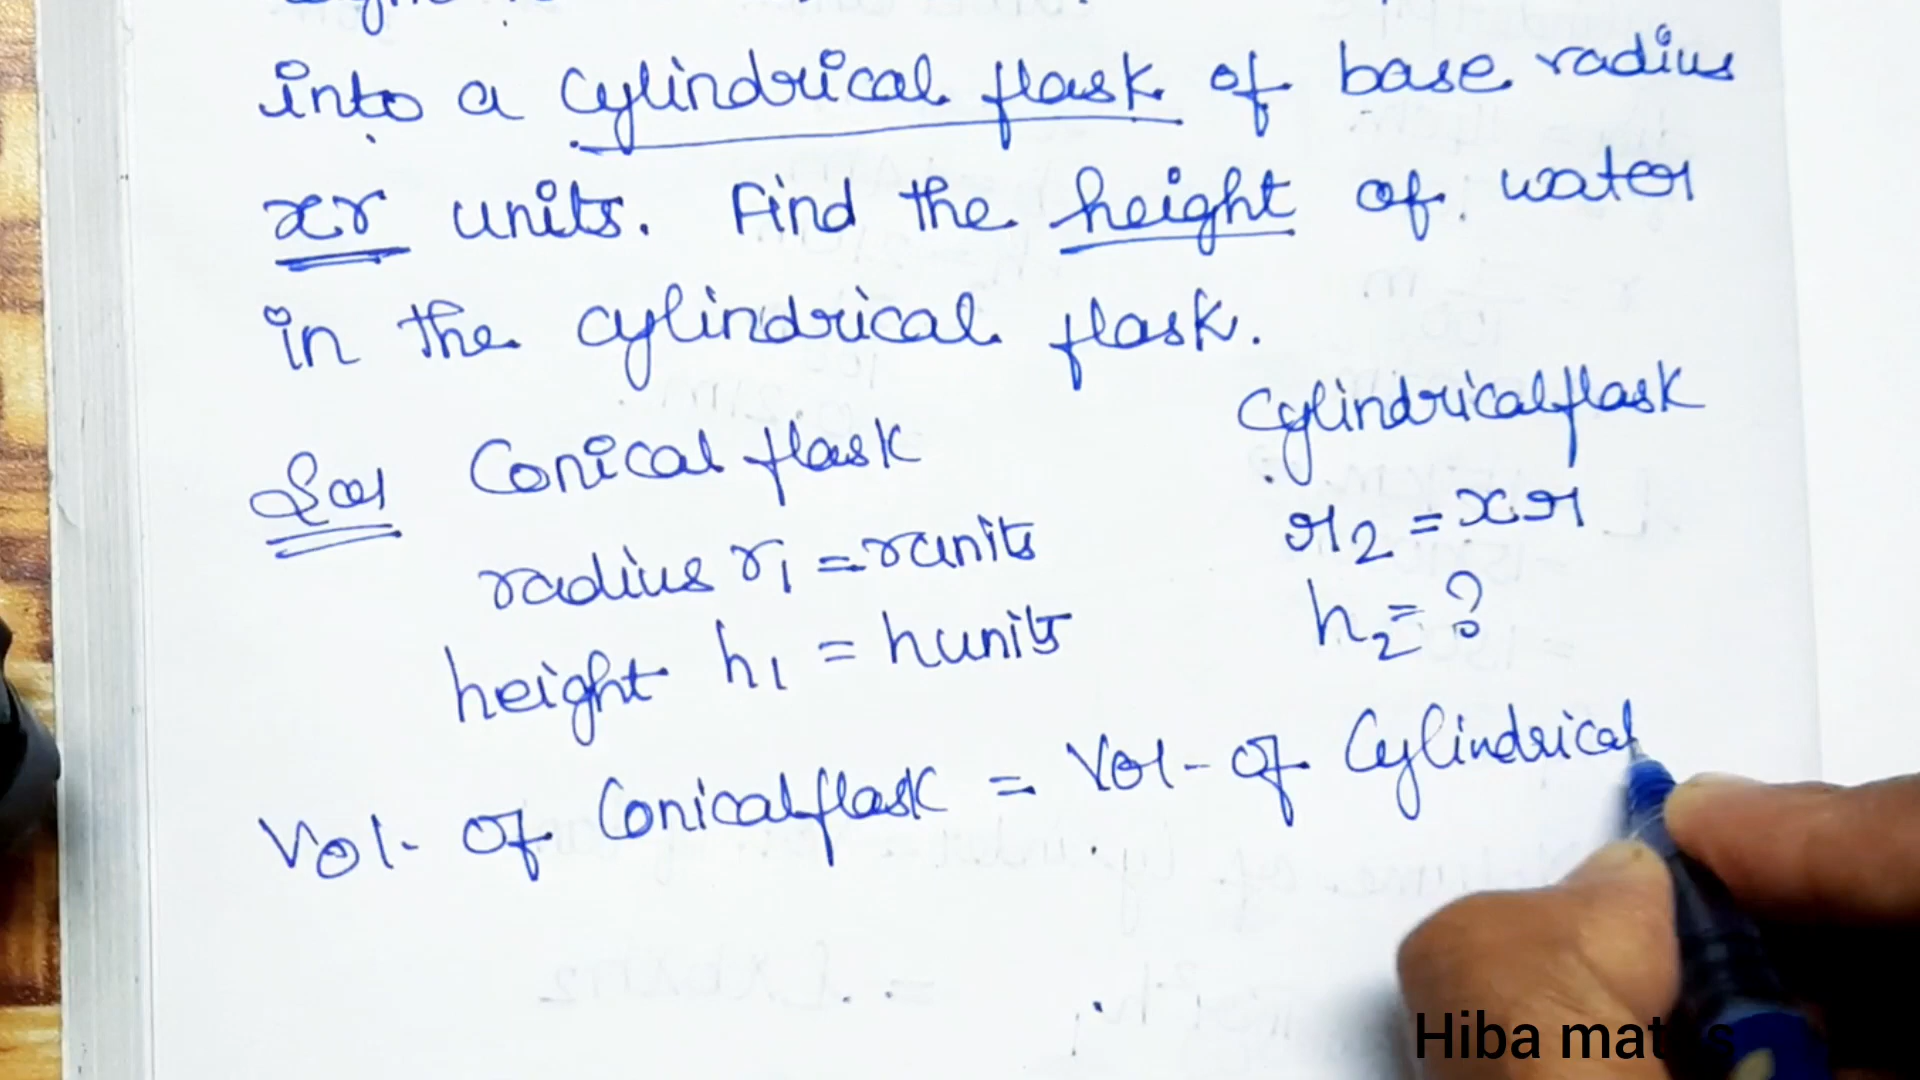 into a cylindrical flask of base radius
xr units. Find the height of water
in the cylindrical flask.
Sol Conical flask
Cylindrical flask
radius r₁ = r units
r₂ = xr
height h₁ = h units
h₂ = ?
Vol. of Conical flask = Vol. of Cylindrical
Hiba maths